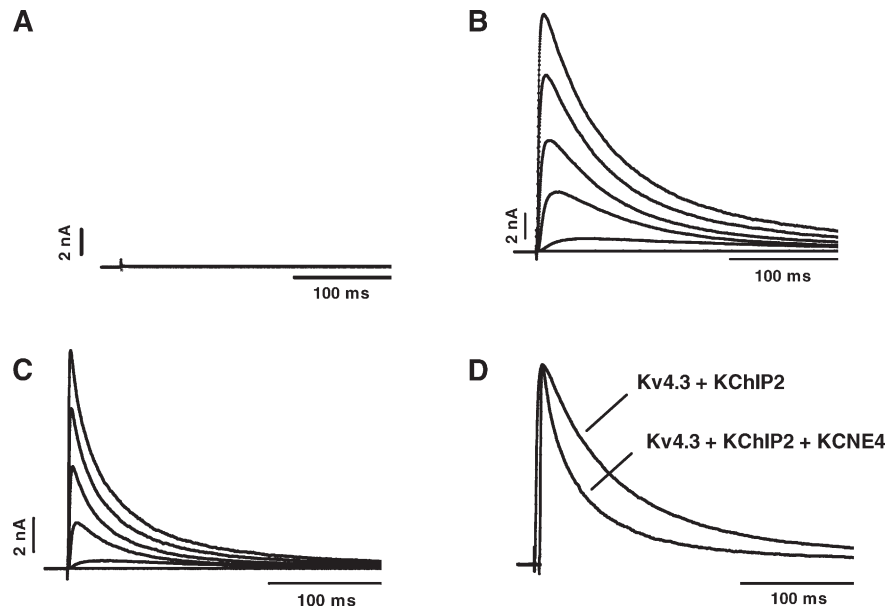 A
2 nA
100 ms
B
2 nA
100 ms
C
2 nA
100 ms
D
Kv4.3 + KChIP2
Kv4.3 + KChIP2 + KCNE4
100 ms